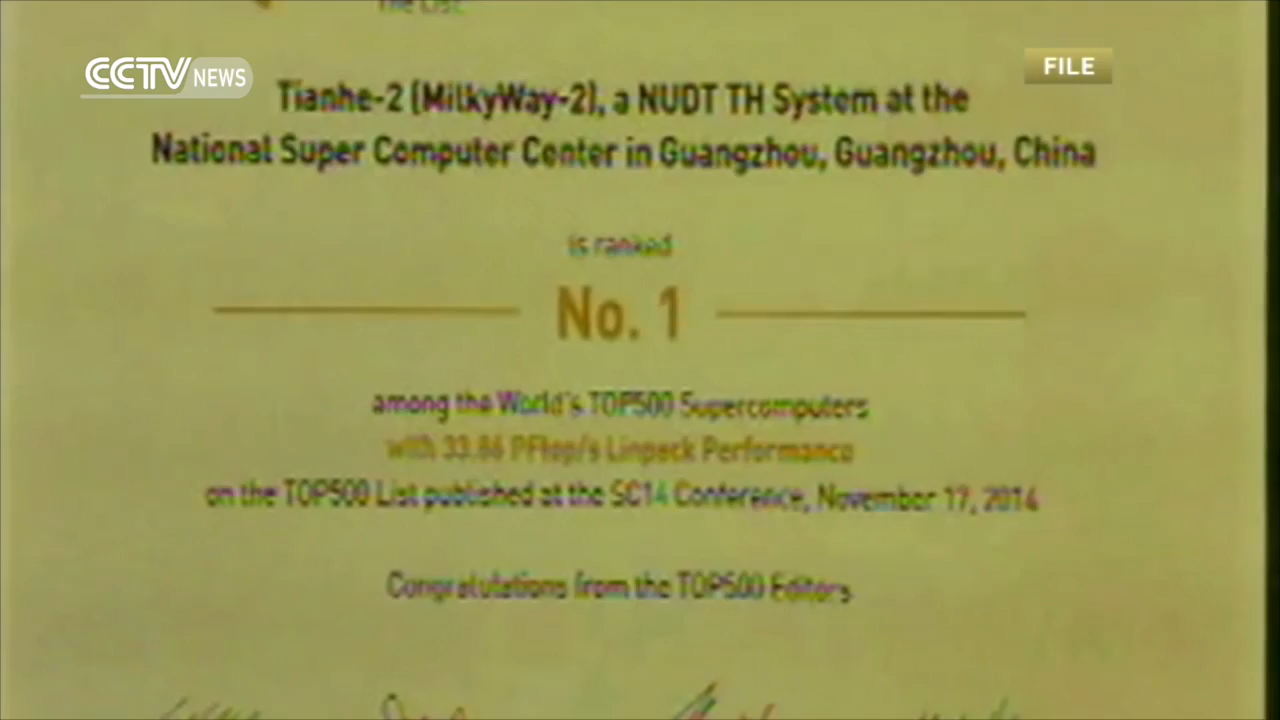 The List
CCTV NEWS
FILE
Tianhe-2 (MilkyWay-2), a NUDT TH System at the
National Super Computer Center in Guangzhou, Guangzhou, China
is ranked
No. 1
among the World's TOP500 Supercomputers
with 33.86 PFlop/s Linpack Performance
on the TOP500 List published at the SC14 Conference, November 17, 2014
Congratulations from the TOP500 Editors